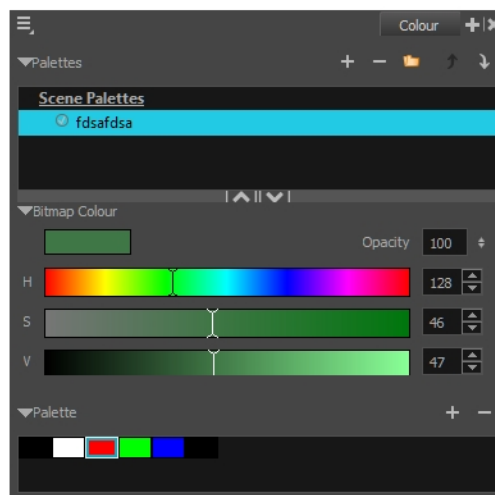 Colour
Palettes
Scene Palettes
fdsafdsa
Bitmap Colour
Opacity 100
H 128
S 46
V 47
Palette